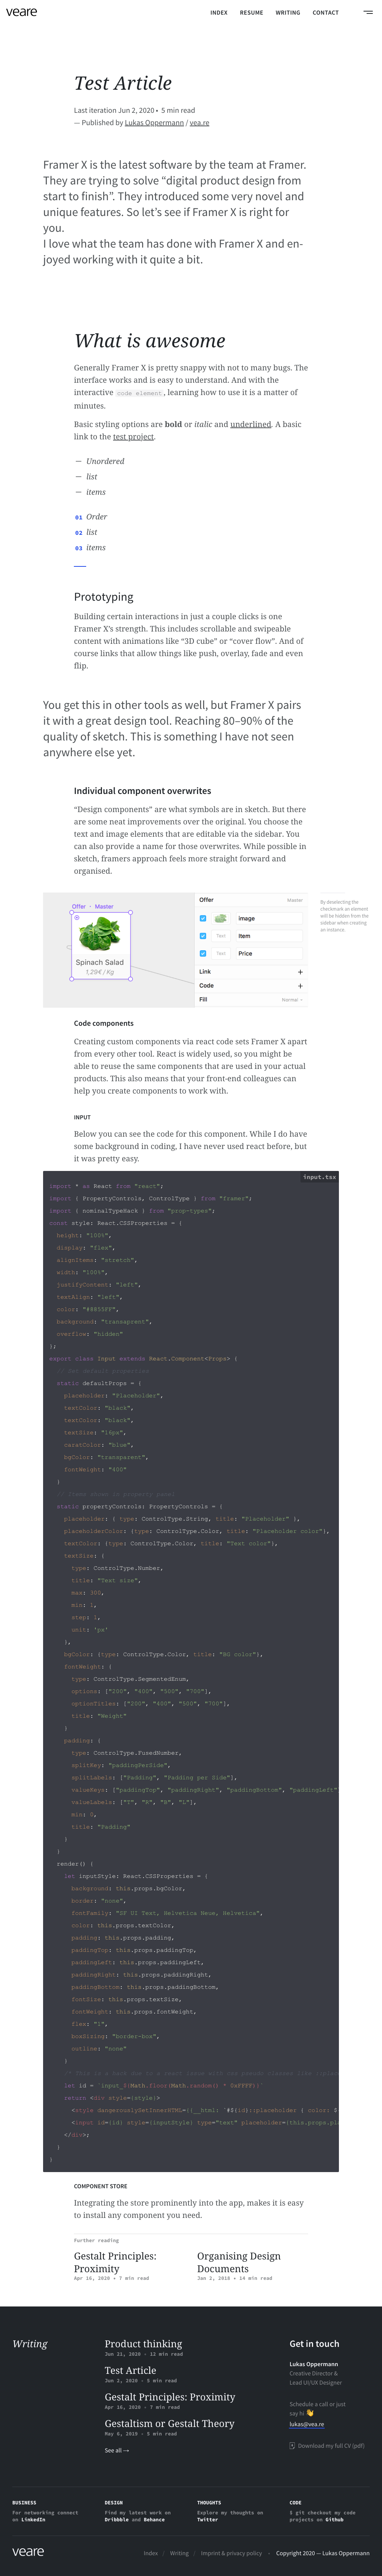 veare
INDEX RESUME WRITING CONTACT
Test Article
Last iteration Jun 2, 2020 • 5 min read
— Published by Lukas Oppermann / vea.re
Framer X is the latest software by the team at Framer.
They are trying to solve “digital product design from
start to finish”. They introduced some very novel and
unique features. So let’s see if Framer X is right for
you.
I love what the team has done with Framer X and en-
joyed working with it quite a bit.
What is awesome
Generally Framer X is pretty snappy with not to many bugs. The
interface works and is easy to understand. And with the
interactive code element, learning how to use it is a matter of
minutes.
Basic styling options are bold or italic and underlined. A basic
link to the test project.
— Unordered
— list
— items
01 Order
02 list
03 items
Prototyping
Building certain interactions in just a couple clicks is one
Framer X’s strength. This includes scrollable and swipeable
content with animations like “3D cube” or “cover flow”. And of
course links that allow things like push, overlay, fade and even
flip.
You get this in other tools as well, but Framer X pairs
it with a great design tool. Reaching 80–90% of the
quality of sketch. This is something I have not seen
anywhere else yet.
Individual component overwrites
“Design components” are what symbols are in sketch. But there
are some neat improvements over the original. You choose the
text and image elements that are editable via the sidebar. You
can also provide a name for those overwrites. While possible in
sketch, framers approach feels more straight forward and
organised.
Offer · Master
Spinach Salad
1,29€ / Kg
Offer Master
image
Text Item
Text Price
Link +
Code +
Fill Normal
By deselecting the
checkmark an element
will be hidden from the
sidebar when creating
an instance.
Code components
Creating custom components via react code sets Framer X apart
from every other tool. React is widely used, so you might be
able to reuse the same components that are used in your actual
products. This also means that your front-end colleagues can
help you create components to work with.
INPUT
Below you can see the code for this component. While I do have
some background in coding, I have never used react before, but
it was pretty easy.
input.tsx
import * as React from "react";
import { PropertyControls, ControlType } from "framer";
import { nominalTypeHack } from "prop-types";
const style: React.CSSProperties = {
height: "100%",
display: "flex",
alignItems: "stretch",
width: "100%",
justifyContent: "left",
textAlign: "left",
color: "#8855FF",
background: "transaprent",
overflow: "hidden"
};
export class Input extends React.Component<Props> {
// Set default properties
static defaultProps = {
placeholder: "Placeholder",
textColor: "black",
textColor: "black",
textSize: "16px",
caratColor: "blue",
bgColor: "transparent",
fontWeight: "400"
}
// Items shown in property panel
static propertyControls: PropertyControls = {
placeholder: { type: ControlType.String, title: "Placeholder" },
placeholderColor: {type: ControlType.Color, title: "Placeholder color"},
textColor: {type: ControlType.Color, title: "Text color"},
textSize: {
type: ControlType.Number,
title: "Text size",
max: 300,
min: 1,
step: 1,
unit: 'px'
},
bgColor: {type: ControlType.Color, title: "BG color"},
fontWeight: {
type: ControlType.SegmentedEnum,
options: ["200", "400", "500", "700"],
optionTitles: ["200", "400", "500", "700"],
title: "Weight"
}
padding: {
type: ControlType.FusedNumber,
splitKey: "paddingPerSide",
splitLabels: ["Padding", "Padding per Side"],
valueKeys: ["paddingTop", "paddingRight", "paddingBottom", "paddingLeft"
valueLabels: ["T", "R", "B", "L"],
min: 0,
title: "Padding"
}
}
render() {
let inputStyle: React.CSSProperties = {
background: this.props.bgColor,
border: "none",
fontFamily: "SF UI Text, Helvetica Neue, Helvetica",
color: this.props.textColor,
padding: this.props.padding,
paddingTop: this.props.paddingTop,
paddingLeft: this.props.paddingLeft,
paddingRight: this.props.paddingRight,
paddingBottom: this.props.paddingBottom,
fontSize: this.props.textSize,
fontWeight: this.props.fontWeight,
flex: "1",
boxSizing: "border-box",
outline: "none"
}
let id = `input_${Math.floor(Math.random() * 0xFFFF)}`
return <div style={style}>
<style dangerouslySetInnerHTML={{__html: `#${id}::placeholder { color: $
<input id={id} style={inputStyle} type="text" placeholder={this.props.pla
</div>;
}
}
COMPONENT STORE
Integrating the store prominently into the app, makes it is easy
to install any component you need.
Further reading
Gestalt Principles:
Proximity
Apr 16, 2020 • 7 min read
Organising Design
Documents
Jan 2, 2018 • 14 min read
Writing
Product thinking
Jun 21, 2020 – 12 min read
Test Article
Jun 2, 2020 – 5 min read
Gestalt Principles: Proximity
Apr 16, 2020 – 7 min read
Gestaltism or Gestalt Theory
May 6, 2019 – 5 min read
See all →
Get in touch
Lukas Oppermann
Creative Director &
Lead UI/UX Designer
Schedule a call or just
say hi 👋
lukas@vea.re
Download my full CV (pdf)
BUSINESS
For networking connect
on LinkedIn
DESIGN
Find my latest work on
Dribbble and Behance
THOUGHTS
Explore my thoughts on
Twitter
CODE
$ git checkout my code
projects on Github
veare
Index / Writing / Imprint & privacy policy – Copyright 2020 — Lukas Oppermann